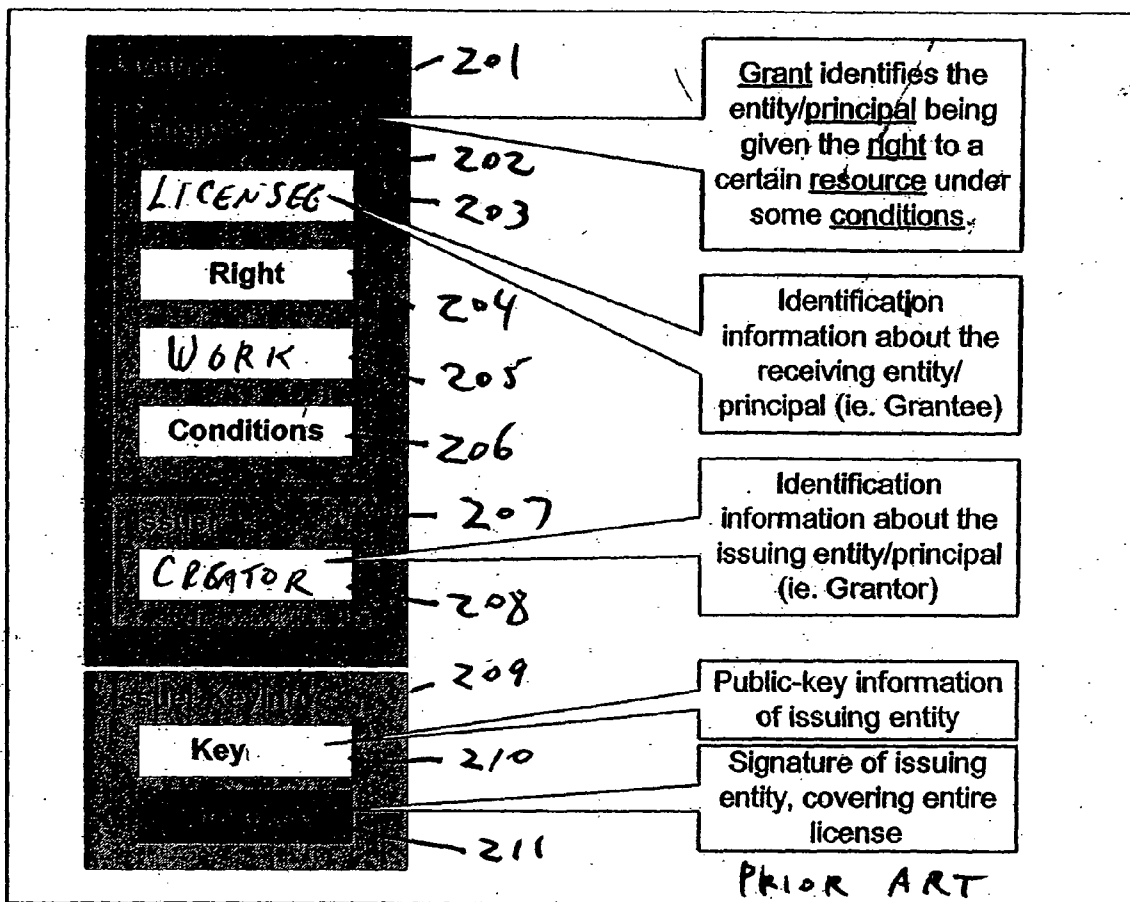 201
202
LICENSEE
203
Right
204
WORK
205
Conditions
206
Issuer
207
CREATOR
208
209
Key
210
211
Grant identifies the
entity/principal being
given the right to a
certain resource under
some conditions.
Identification
information about the
receiving entity/
principal (ie. Grantee)
Identification
information about the
issuing entity/principal
(ie. Grantor)
Public-key information
of issuing entity
Signature of issuing
entity, covering entire
license
PRIOR ART